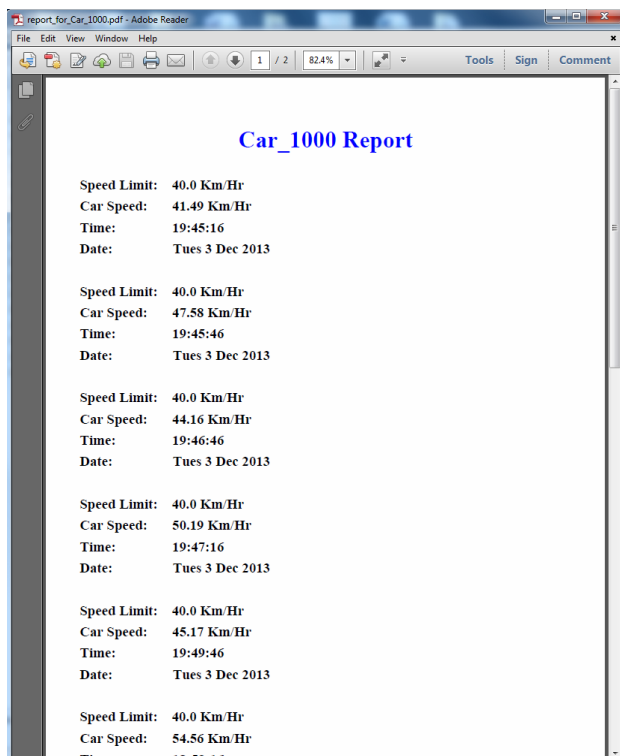 report_for_Car_1000.pdf - Adobe Reader
File Edit View Window Help
1 / 2 82.4% Tools Sign Comment
Car_1000 Report
Speed Limit: 40.0 Km/Hr
Car Speed: 41.49 Km/Hr
Time: 19:45:16
Date: Tues 3 Dec 2013
Speed Limit: 40.0 Km/Hr
Car Speed: 47.58 Km/Hr
Time: 19:45:46
Date: Tues 3 Dec 2013
Speed Limit: 40.0 Km/Hr
Car Speed: 44.16 Km/Hr
Time: 19:46:46
Date: Tues 3 Dec 2013
Speed Limit: 40.0 Km/Hr
Car Speed: 50.19 Km/Hr
Time: 19:47:16
Date: Tues 3 Dec 2013
Speed Limit: 40.0 Km/Hr
Car Speed: 45.17 Km/Hr
Time: 19:49:46
Date: Tues 3 Dec 2013
Speed Limit: 40.0 Km/Hr
Car Speed: 54.56 Km/Hr